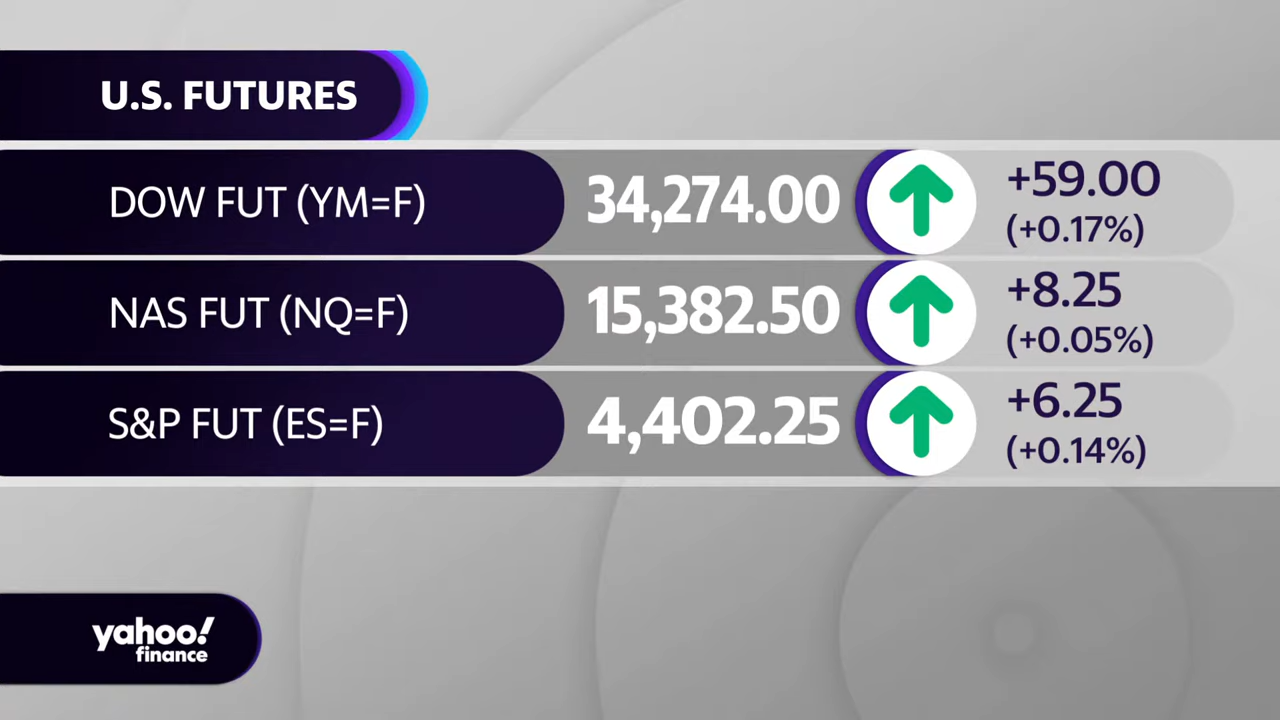 U.S. FUTURES
DOW FUT (YM=F) 34,274.00 +59.00
(+0.17%)
NAS FUT (NQ=F) 15,382.50 +8.25
(+0.05%)
S&P FUT (ES=F) 4,402.25 +6.25
(+0.14%)
yahoo!
finance